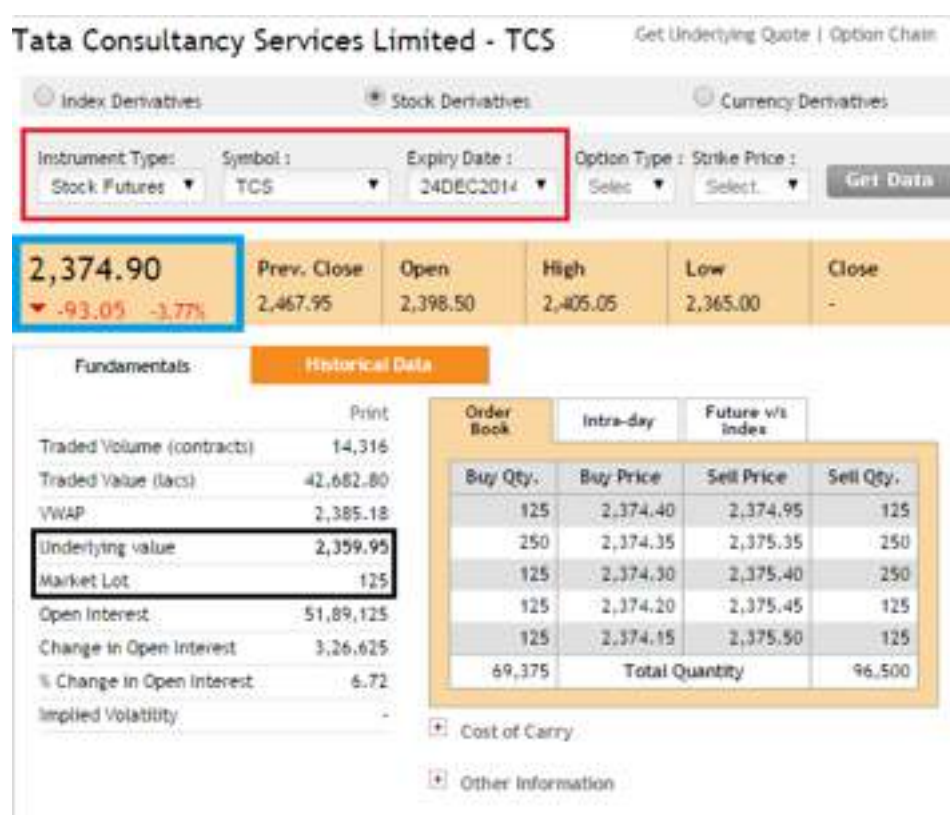 Tata Consultancy Services Limited - TCS
Get Underlying Quote | Option Chain
Index Derivatives Stock Derivatives Currency Derivatives
Instrument Type: Symbol : Expiry Date : Option Type : Strike Price :
Stock Futures TCS 24DEC2014 Selec Select. Get Data
2,374.90 Prev. Close Open High Low Close
-93.05 -3.77% 2,467.95 2,398.50 2,405.05 2,365.00 -
Fundamentals Historical Data
Print
Traded Volume (contracts) 14,316
Traded Value (lacs) 42,682.80
VWAP 2,385.18
Underlying value 2,359.95
Market Lot 125
Open Interest 51,89,125
Change in Open Interest 3,26,625
% Change in Open Interest 6.72
Implied Volatility -
Order Book Intra-day Future v/s Index
Buy Qty. Buy Price Sell Price Sell Qty.
125 2,374.40 2,374.95 125
250 2,374.35 2,375.35 250
125 2,374.30 2,375.40 250
125 2,374.20 2,375.45 125
125 2,374.15 2,375.50 125
69,375 Total Quantity 96,500
Cost of Carry
Other Information